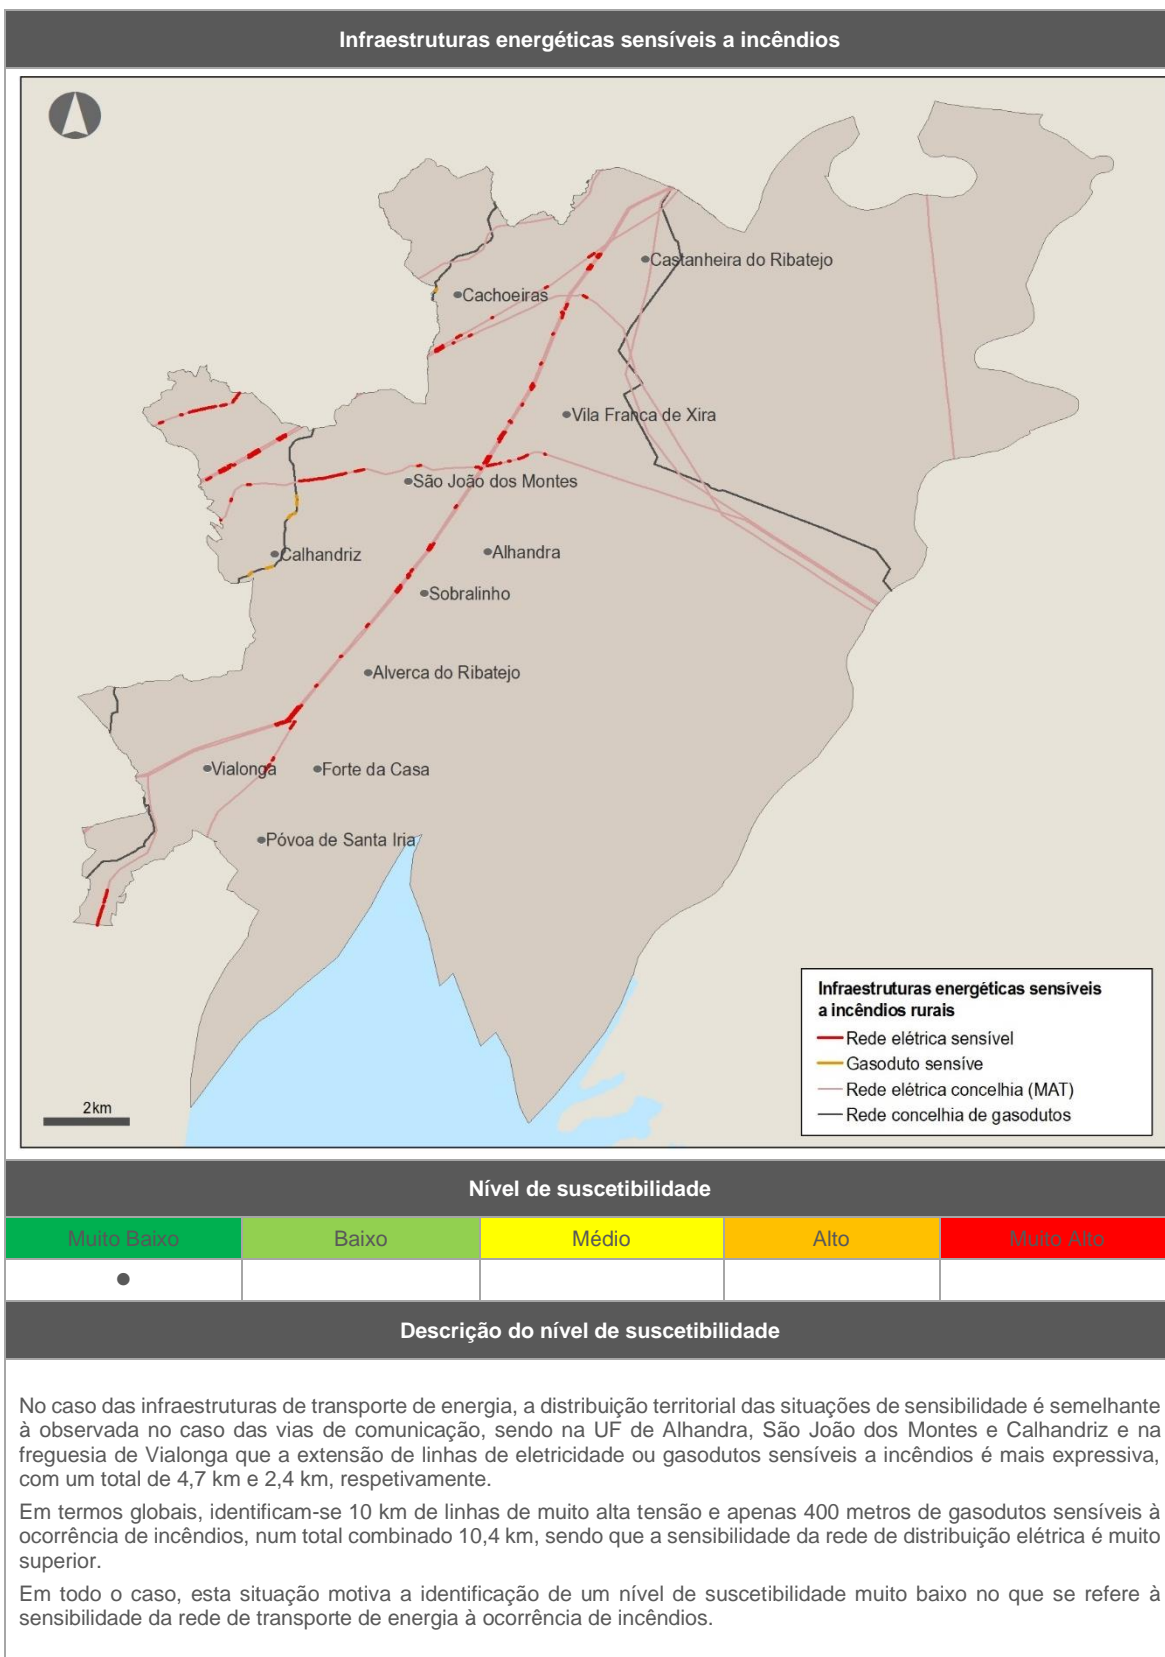 Infraestruturas energéticas sensíveis a incêndios
Castanheira do Ribatejo
Cachoeiras
Vila Franca de Xira
São João dos Montes
Calhandriz
Alhandra
Sobralinho
Alverca do Ribatejo
Vialonga
Forte da Casa
Póvoa de Santa Iria
Infraestruturas energéticas sensíveis
a incêndios rurais
Rede elétrica sensível
Gasoduto sensíve
Rede elétrica concelhia (MAT)
Rede concelhia de gasodutos
2km
Nível de suscetibilidade
Muito Baixo Baixo Médio Alto Muito Alto
Descrição do nível de suscetibilidade
No caso das infraestruturas de transporte de energia, a distribuição territorial das situações de sensibilidade é semelhante
à observada no caso das vias de comunicação, sendo na UF de Alhandra, São João dos Montes e Calhandriz e na
freguesia de Vialonga que a extensão de linhas de eletricidade ou gasodutos sensíveis a incêndios é mais expressiva,
com um total de 4,7 km e 2,4 km, respetivamente.
Em termos globais, identificam-se 10 km de linhas de muito alta tensão e apenas 400 metros de gasodutos sensíveis à
ocorrência de incêndios, num total combinado 10,4 km, sendo que a sensibilidade da rede de distribuição elétrica é muito
superior.
Em todo o caso, esta situação motiva a identificação de um nível de suscetibilidade muito baixo no que se refere à
sensibilidade da rede de transporte de energia à ocorrência de incêndios.